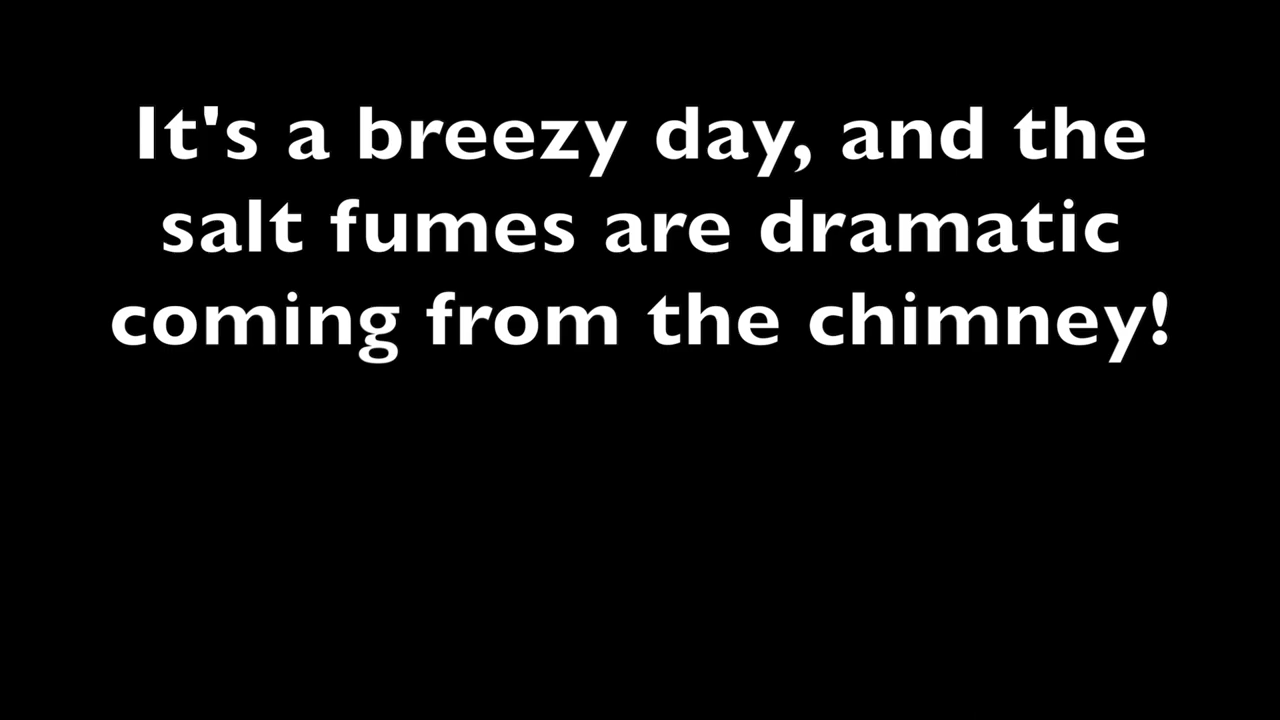 It's a breezy day, and the
salt fumes are dramatic
coming from the chimney!